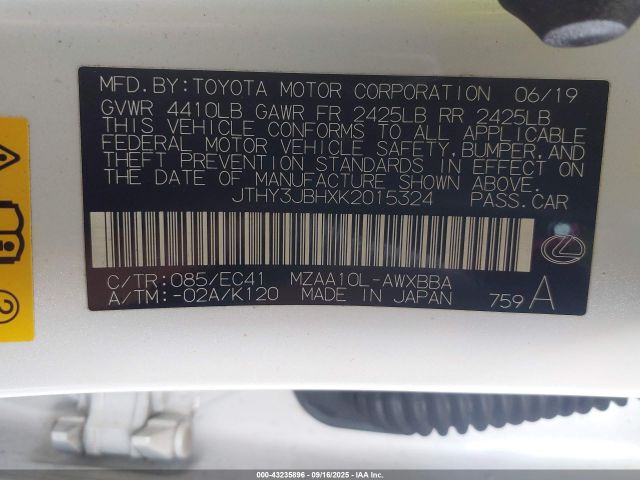 MFD.BY:TOYOTA MOTOR CORPORATION 06/19
GVWR 4410LB GAWR FR 2425LB RR 2425LB
THIS VEHICLE CONFORMS TO ALL APPLICABLE
FEDERAL MOTOR VEHICLE SAFETY,BUMPER,AND
THEFT PREVENTION STANDARDS IN EFFECT ON
THE DATE OF MANUFACTURE SHOWN ABOVE.
JTHY3JBHXK2015324 PASS.CAR
C/TR:085/EC41 MZAA10L-AWXBBA
A/TM:-02A/K120 MADE IN JAPAN 759 A
2
000-43235896 - 09/16/2025 - IAA Inc.